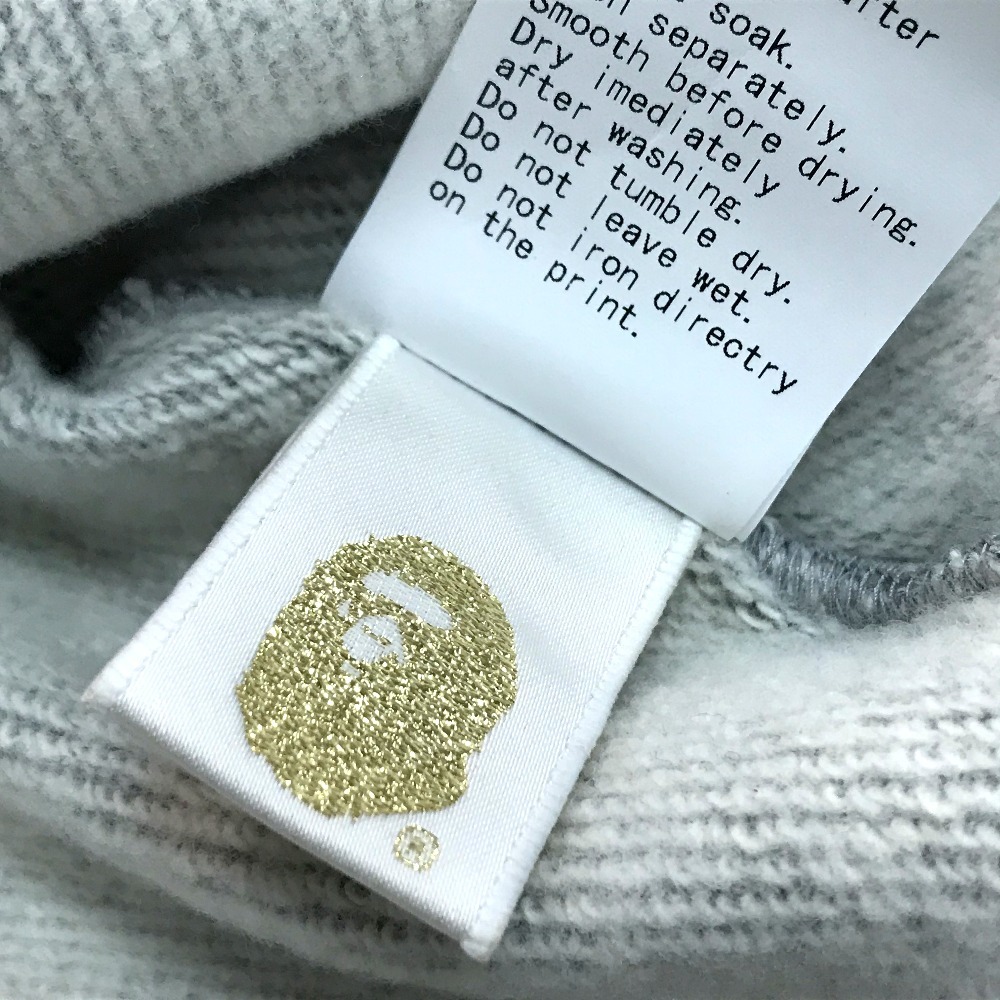 after
soak.
separately.
Smooth before drying.
Dry imediately
after washing.
Do not tumble dry.
Do not leave wet.
Do not iron directry
on the print.